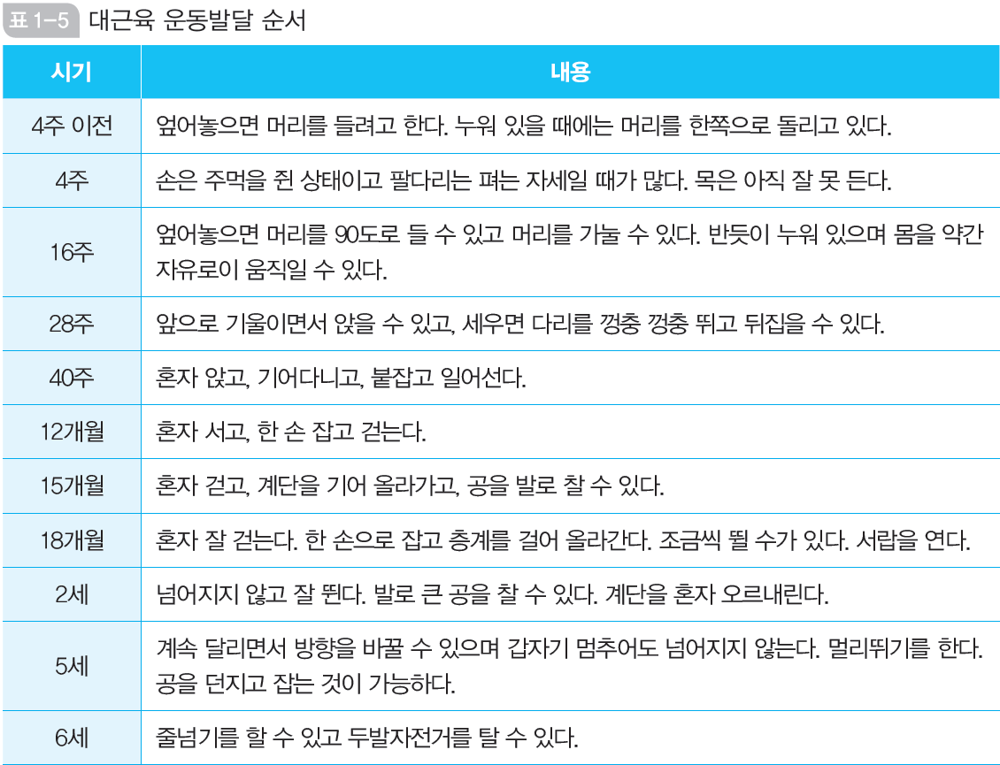 표 1-5 대근육 운동발달 순서
시기 내용
4주 이전 엎어놓으면 머리를 들려고 한다. 누워 있을 때에는 머리를 한쪽으로 돌리고 있다.
4주 손은 주먹을 쥔 상태이고 팔다리는 펴는 자세일 때가 많다. 목은 아직 잘 못 든다.
16주 엎어놓으면 머리를 90도로 들 수 있고 머리를 가눌 수 있다. 반듯이 누워 있으며 몸을 약간
자유로이 움직일 수 있다.
28주 앞으로 기울이면서 앉을 수 있고, 세우면 다리를 껑충 껑충 뛰고 뒤집을 수 있다.
40주 혼자 앉고, 기어다니고, 붙잡고 일어선다.
12개월 혼자 서고, 한 손 잡고 걷는다.
15개월 혼자 걷고, 계단을 기어 올라가고, 공을 발로 찰 수 있다.
18개월 혼자 잘 걷는다. 한 손으로 잡고 층계를 걸어 올라간다. 조금씩 뛸 수가 있다. 서랍을 연다.
2세 넘어지지 않고 잘 뛴다. 발로 큰 공을 찰 수 있다. 계단을 혼자 오르내린다.
5세 계속 달리면서 방향을 바꿀 수 있으며 갑자기 멈추어도 넘어지지 않는다. 멀리뛰기를 한다.
공을 던지고 잡는 것이 가능하다.
6세 줄넘기를 할 수 있고 두발자전거를 탈 수 있다.